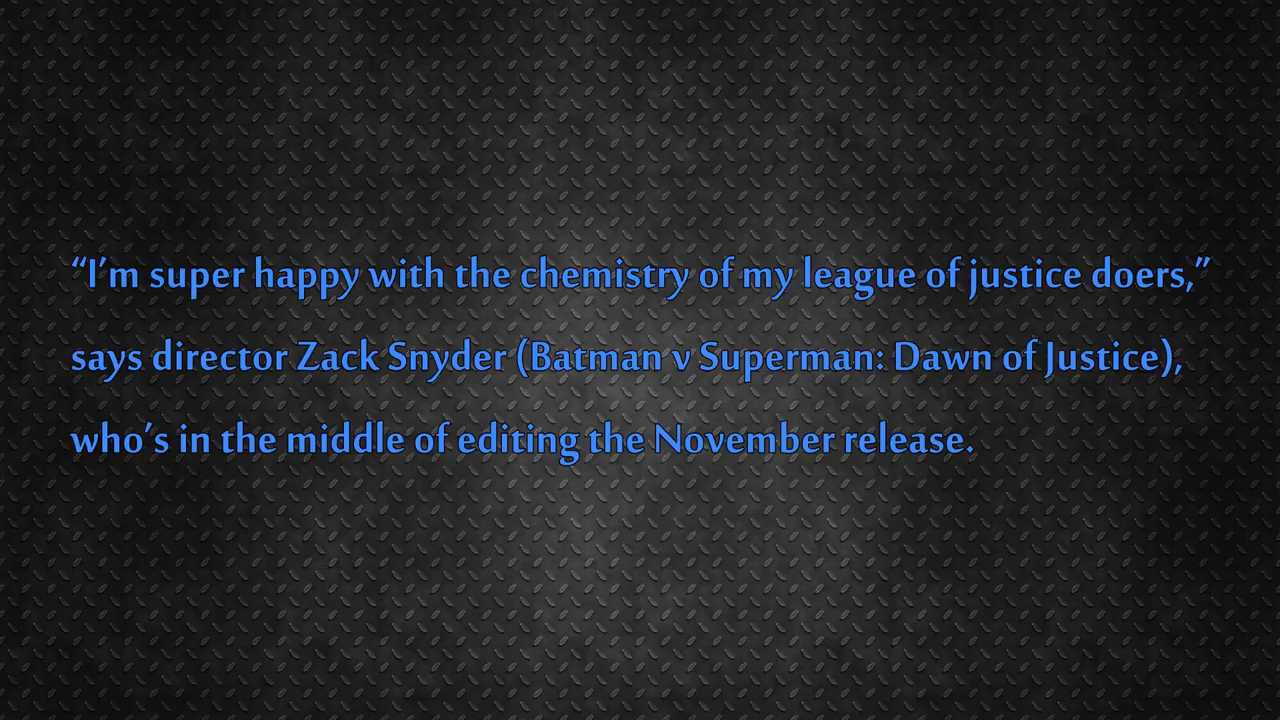 “I’m super happy with the chemistry of my league of justice doers,”
says director Zack Snyder (Batman v Superman: Dawn of Justice),
who’s in the middle of editing the November release.